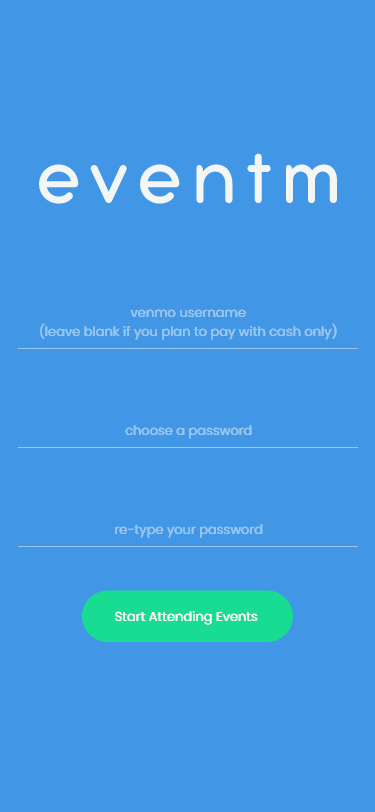 eventm
venmo username
(leave blank if you plan to pay with cash only)
choose a password
re-type your password
Start Attending Events